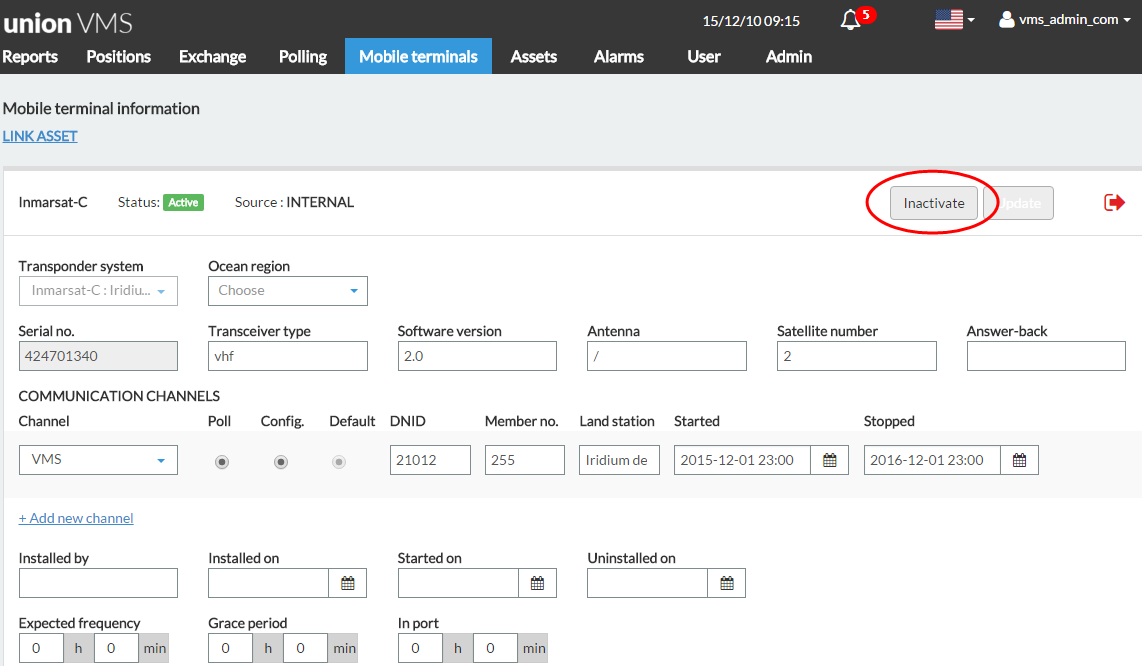 union VMS
15/12/10 09:15
5
vms_admin_com
Reports Positions Exchange Polling Mobile terminals Assets Alarms User Admin
Mobile terminal information
LINK ASSET
Inmarsat-C Status: Active Source : INTERNAL Inactivate Update
Transponder system Ocean region
Inmarsat-C : Iridiu... Choose
Serial no. Transceiver type Software version Antenna Satellite number Answer-back
424701340 vhf 2.0 / 2
COMMUNICATION CHANNELS
Channel Poll Config. Default DNID Member no. Land station Started Stopped
VMS 21012 255 Iridium de 2015-12-01 23:00 2016-12-01 23:00
+ Add new channel
Installed by Installed on Started on Uninstalled on
Expected frequency Grace period In port
0 h 0 min 0 h 0 min 0 h 0 min